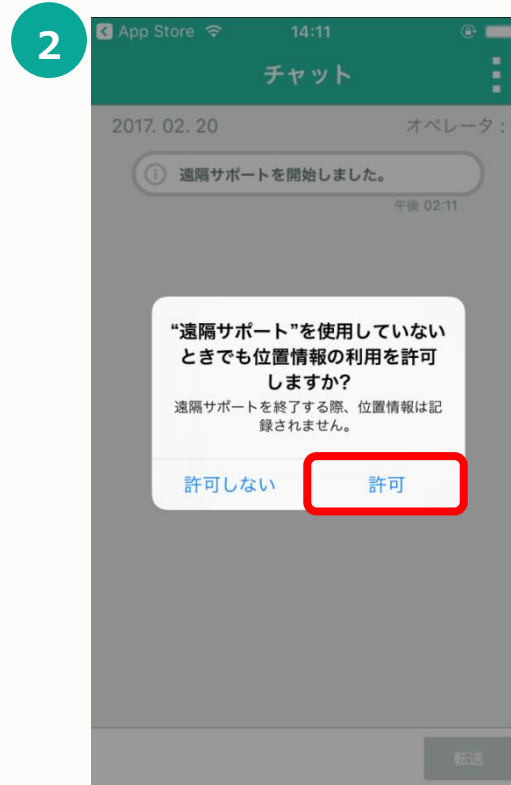 2
App Store 14:11
チャット
2017. 02. 20 オペレータ :
遠隔サポートを開始しました。
午後 02:11
“遠隔サポート”を使用していない
ときでも位置情報の利用を許可
しますか?
遠隔サポートを終了する際、位置情報は記
録されません。
許可しない 許可
転送